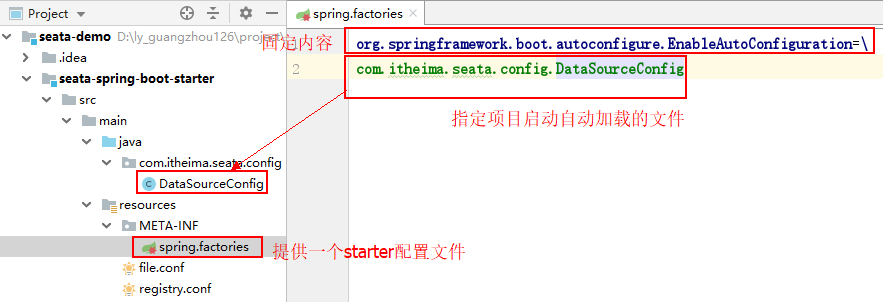 Project
spring.factories
seata-demo D:\ly_guangzhou126\project\
固定内容
org.springframework.boot.autoconfigure.EnableAutoConfiguration=\
.idea
2
com.itheima.seata.config.DataSourceConfig
seata-spring-boot-starter
src
指定项目启动自动加载的文件
main
java
com.itheima.seata.config
DataSourceConfig
resources
META-INF
spring.factories
提供一个starter配置文件
file.conf
registry.conf